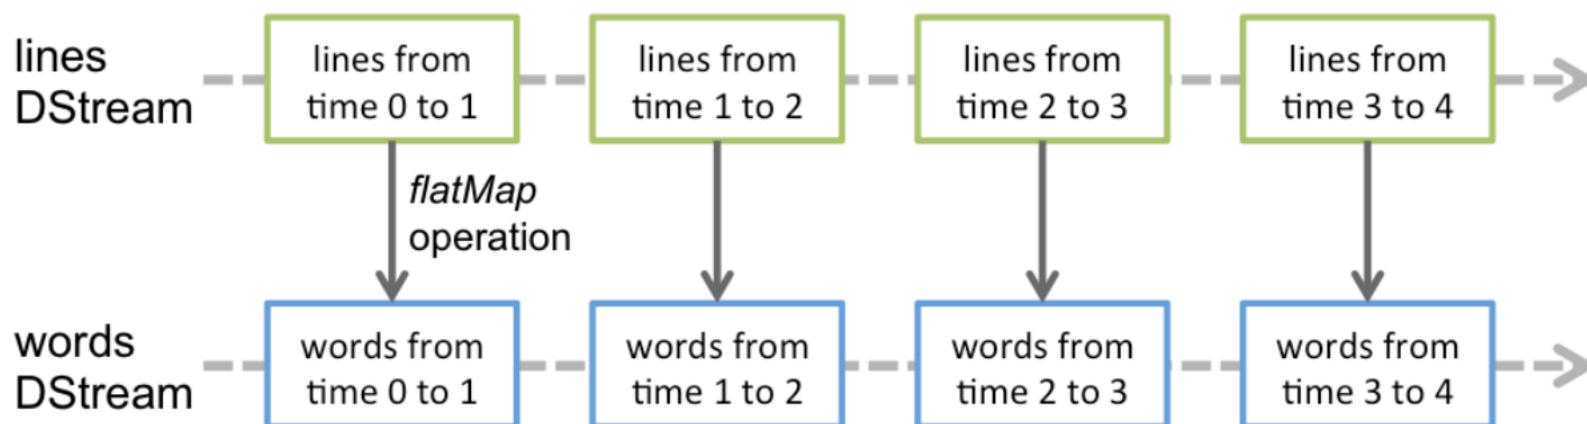 lines
DStream
lines from
time 0 to 1
lines from
time 1 to 2
lines from
time 2 to 3
lines from
time 3 to 4
flatMap
operation
words
DStream
words from
time 0 to 1
words from
time 1 to 2
words from
time 2 to 3
words from
time 3 to 4